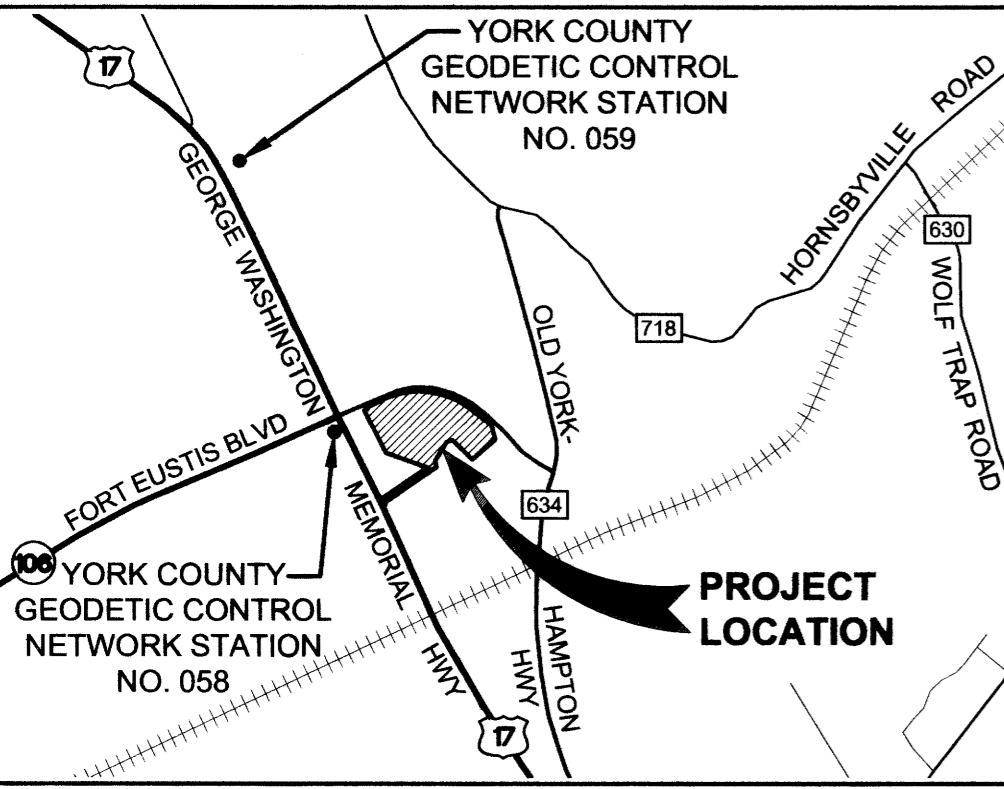 YORK COUNTY
GEODETIC CONTROL
NETWORK STATION
NO. 059
17
GEORGE WASHINGTON
MEMORIAL
HWY
17
HORNSBYVILLE ROAD
630
WOLF TRAP ROAD
718
OLD YORK-
634
HAMPTON
HWY
FORT EUSTIS BLVD
106
YORK COUNTY
GEODETIC CONTROL
NETWORK STATION
NO. 058
PROJECT
LOCATION